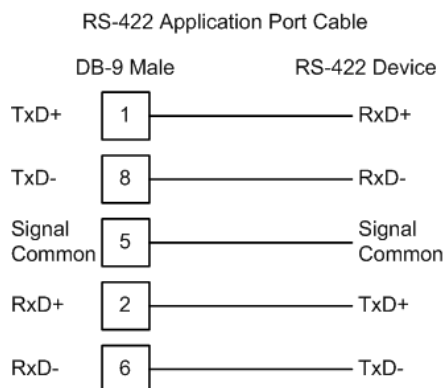 RS-422 Application Port Cable
DB-9 Male RS-422 Device
TxD+ 1 RxD+
TxD- 8 RxD-
Signal Common 5 Signal Common
RxD+ 2 TxD+
RxD- 6 TxD-